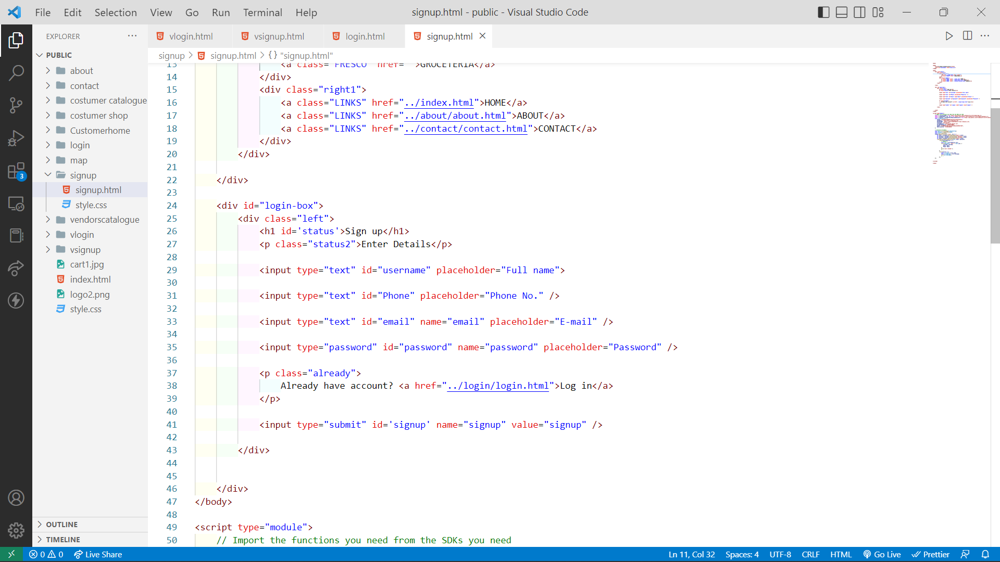 File Edit Selection View Go Run Terminal Help
signup.html - public - Visual Studio Code
EXPLORER
vlogin.html
vsignup.html
login.html
signup.html
PUBLIC
about
contact
costumer catalogue
costumer shop
Customerhome
login
map
signup
signup.html
style.css
vendorscatalogue
vlogin
vsignup
cart1.jpg
index.html
logo2.png
style.css
OUTLINE
TIMELINE
3
signup > signup.html > {} "signup.html"
13 <a class="FRESCO" href=" ">GROCETERIA</a>
14 </div>
15 <div class="right1">
16 <a class="LINKS" href="../index.html">HOME</a>
17 <a class="LINKS" href="../about/about.html">ABOUT</a>
18 <a class="LINKS" href="../contact/contact.html">CONTACT</a>
19 </div>
20 </div>
21
22 </div>
23
24 <div id="login-box">
25 <div class="left">
26 <h1 id='status'>Sign up</h1>
27 <p class="status2">Enter Details</p>
28
29 <input type="text" id="username" placeholder="Full name">
30
31 <input type="text" id="Phone" placeholder="Phone No." />
32
33 <input type="text" id="email" name="email" placeholder="E-mail" />
34
35 <input type="password" id="password" name="password" placeholder="Password" />
36
37 <p class="already">
38 Already have account? <a href="../login/login.html">Log in</a>
39 </p>
40
41 <input type="submit" id='signup' name="signup" value="signup" />
42
43 </div>
44
45
46 </div>
47 </body>
48
49 <script type="module">
50 // Import the functions you need from the SDKs you need
0 0 Live Share
Ln 11, Col 32 Spaces: 4 UTF-8 CRLF HTML Go Live Prettier